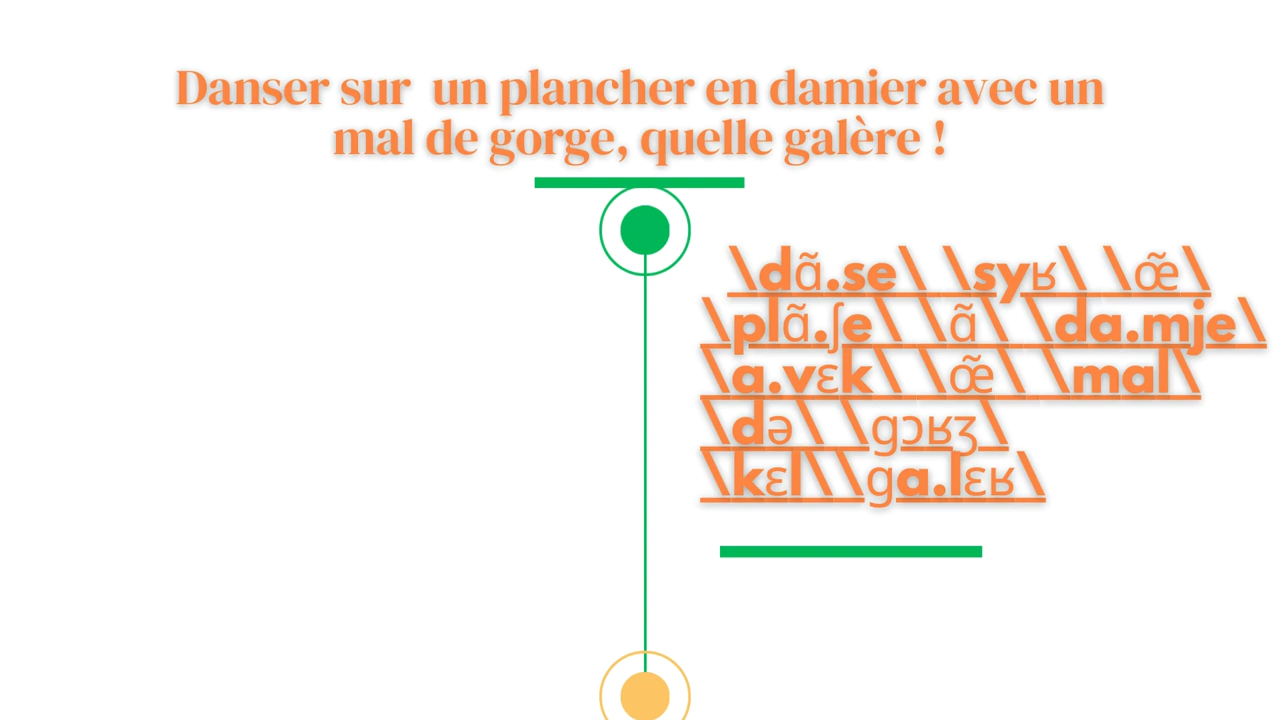 Danser sur  un plancher en damier avec un
mal de gorge, quelle galère !
\dɑ̃.se\ \syʁ\ \œ̃\
\plɑ̃.ʃe\ \ɑ̃\ \da.mje\
\a.vɛk\ \œ̃\ \mal\
\də\ \ɡɔʁʒ\
\kɛl\\ɡa.lɛʁ\